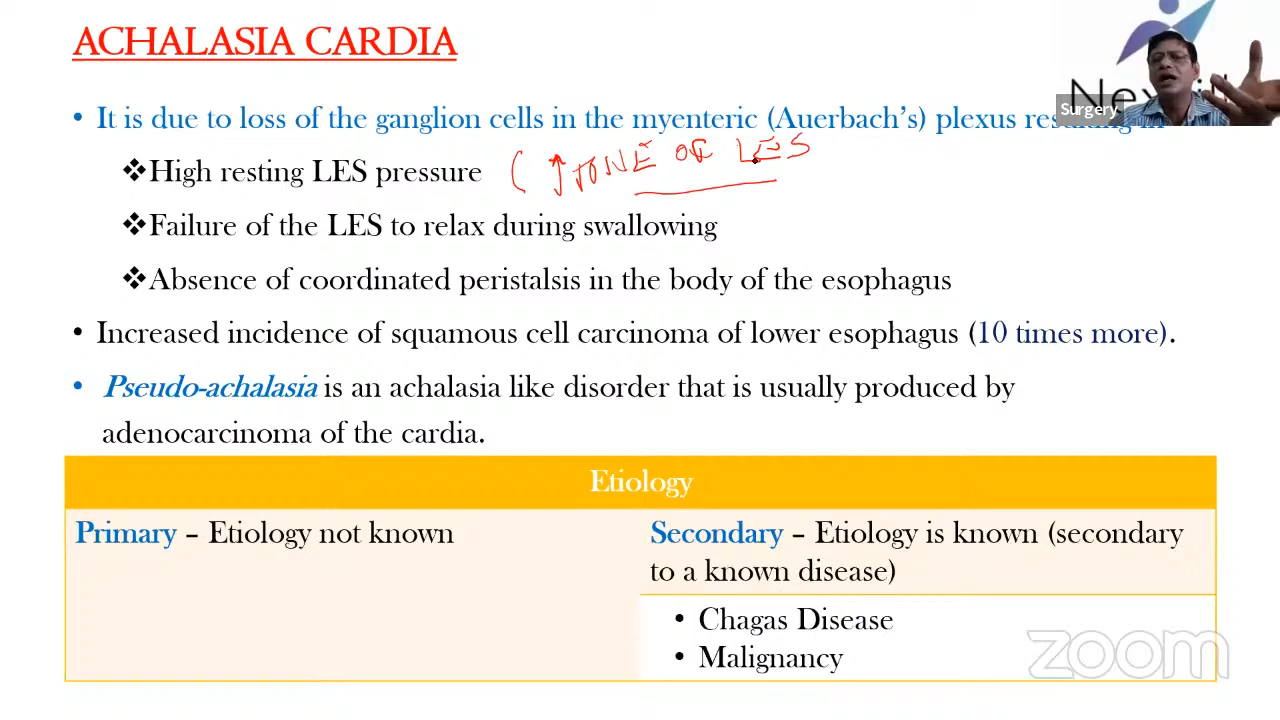 ACHALASIA CARDIA
• It is due to loss of the ganglion cells in the myenteric (Auerbach's) plexus resulting in
❖High resting LES pressure ( ↑TONE OF LES
❖Failure of the LES to relax during swallowing
❖Absence of coordinated peristalsis in the body of the esophagus
• Increased incidence of squamous cell carcinoma of lower esophagus (10 times more).
• Pseudo-achalasia is an achalasia like disorder that is usually produced by
adenocarcinoma of the cardia.
Etiology
Primary – Etiology not known
Secondary – Etiology is known (secondary
to a known disease)
• Chagas Disease
• Malignancy
Surgery
zoom